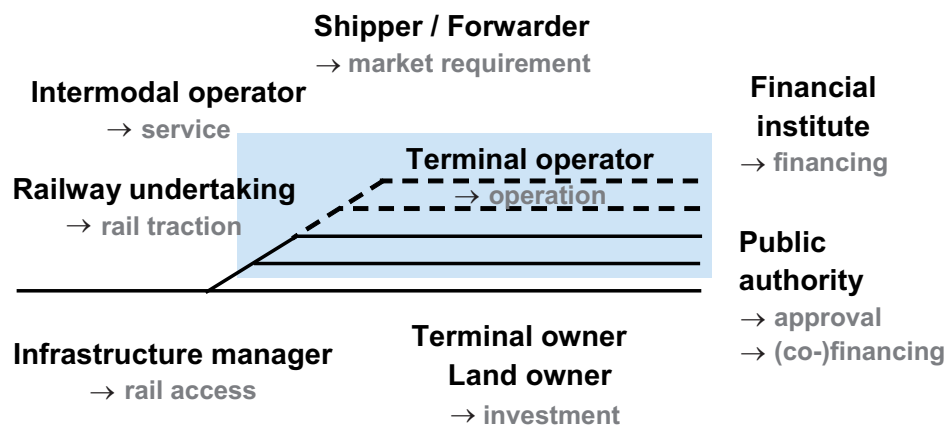 Shipper / Forwarder
→ market requirement
Intermodal operator
→ service
Financial
institute
→ financing
Terminal operator
→ operation
Railway undertaking
→ rail traction
Public
authority
→ approval
→ (co-)financing
Infrastructure manager
→ rail access
Terminal owner
Land owner
→ investment